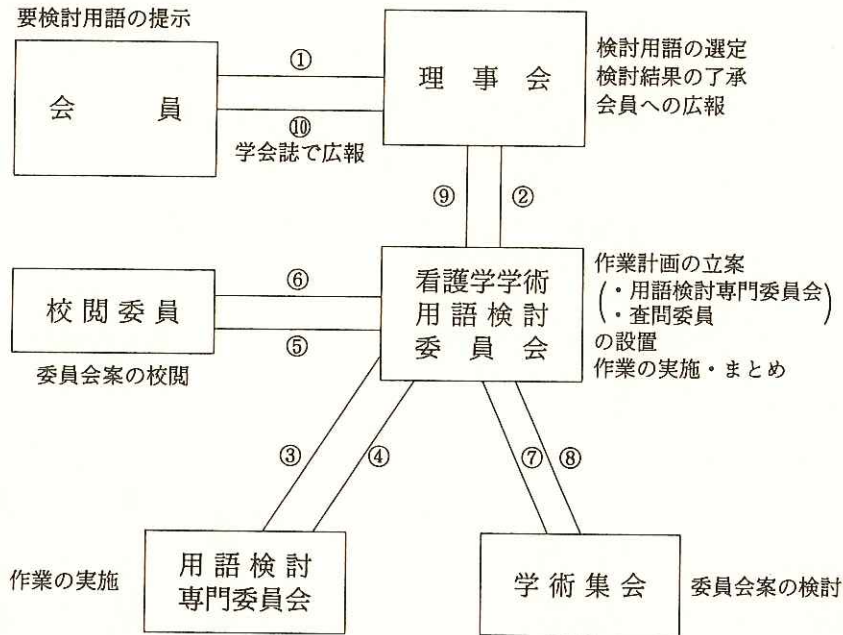 要検討用語の提示
会員
①
⑩
学会誌で広報
理事会
検討用語の選定
検討結果の了承
会員への広報
⑨
②
校閲委員
委員会案の校閲
⑥
⑤
看護学学術
用語検討
委員会
作業計画の立案
(・用語検討専門委員会)
(・査問委員)
の設置
作業の実施・まとめ
③
④
⑦
⑧
作業の実施
用語検討
専門委員会
学術集会
委員会案の検討